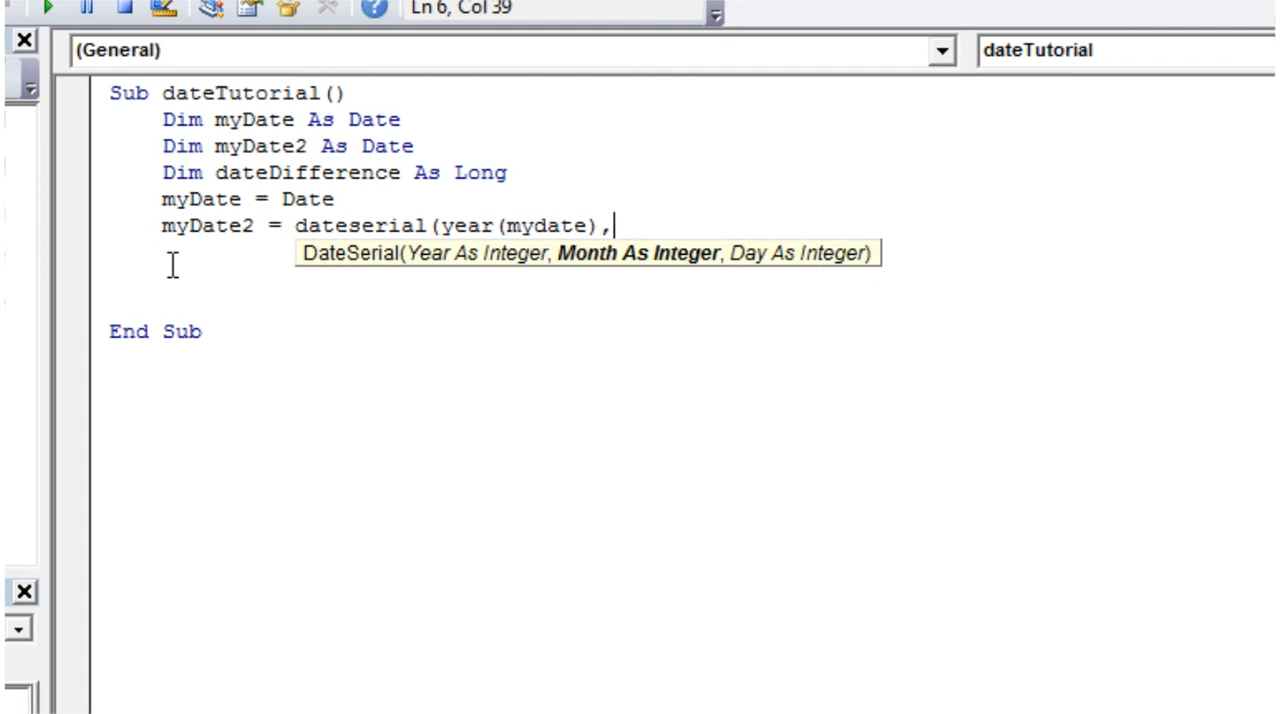 Ln 6, Col 39
(General)
dateTutorial
Sub dateTutorial()
Dim myDate As Date
Dim myDate2 As Date
Dim dateDifference As Long
myDate = Date
myDate2 = dateserial(year(mydate),
DateSerial(Year As Integer, Month As Integer, Day As Integer)
End Sub